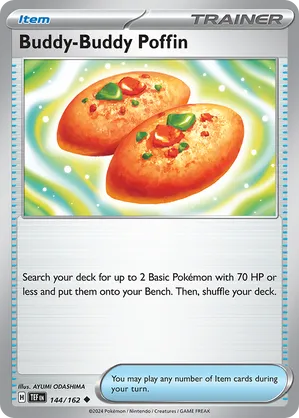 Item
TRAINER
Buddy-Buddy Poffin
Search your deck for up to 2 Basic Pokémon with 70 HP
or less and put them onto your Bench. Then, shuffle your deck.
Illus. AYUMI ODASHIMA
H TEF EN 144/162 ◆
You may play any number of Item cards during
your turn.
©2024 Pokémon / Nintendo / Creatures / GAME FREAK